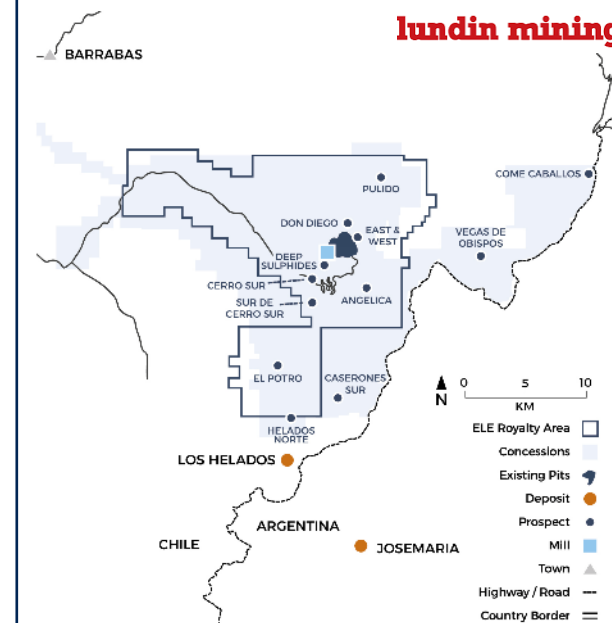 lundin mining
BARRABAS
COME CABALLOS
PULIDO
DON DIEGO
EAST &
WEST
VEGAS DE
OBISPOS
DEEP
SULPHIDES
CERRO SUR
ANGELICA
SUR DE
CERRO SUR
EL POTRO
CASERONES
SUR
HELADOS
NORTE
LOS HELADOS
ARGENTINA
CHILE
JOSEMARIA
N
0 5 10
KM
ELE Royalty Area
Concessions
Existing Pits
Deposit
Prospect
Mill
Town
Highway / Road
Country Border